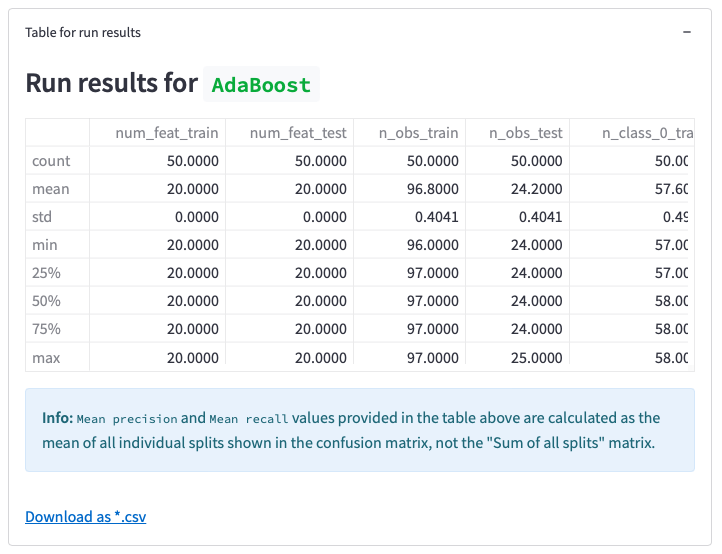 Table for run results −
Run results for AdaBoost
num_feat_train num_feat_test n_obs_train n_obs_test n_class_0_tra
count 50.0000 50.0000 50.0000 50.0000 50.00
mean 20.0000 20.0000 96.8000 24.2000 57.60
std 0.0000 0.0000 0.4041 0.4041 0.49
min 20.0000 20.0000 96.0000 24.0000 57.00
25% 20.0000 20.0000 97.0000 24.0000 57.00
50% 20.0000 20.0000 97.0000 24.0000 58.00
75% 20.0000 20.0000 97.0000 24.0000 58.00
max 20.0000 20.0000 97.0000 25.0000 58.00
Info: Mean precision and Mean recall values provided in the table above are calculated as the
mean of all individual splits shown in the confusion matrix, not the "Sum of all splits" matrix.
Download as *.csv